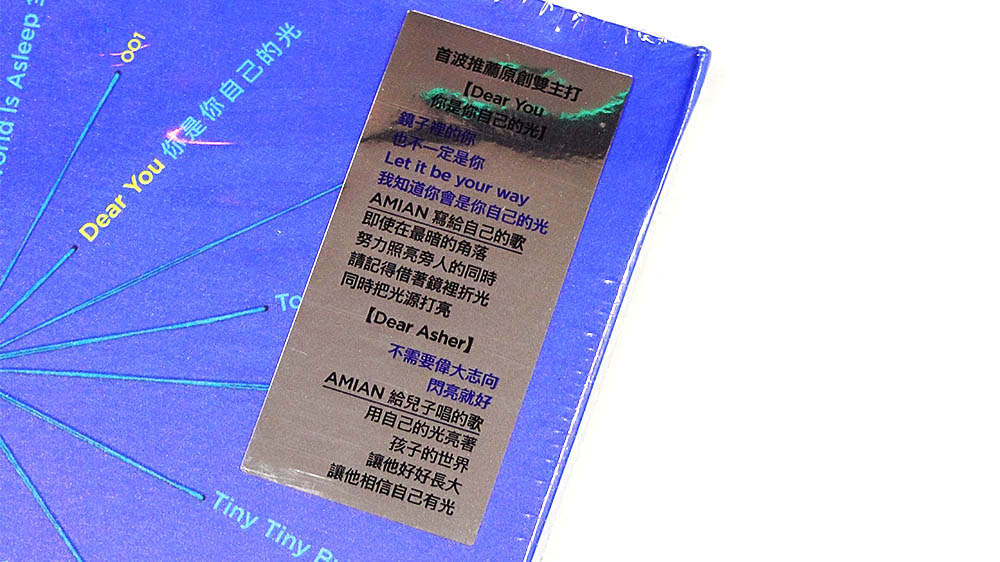 orld Is Asleep
001
Dear You 你是你自己的光
To
Tiny Tiny
首波推薦原創雙主打
【Dear You
你是你自己的光】
鏡子裡的你
也不一定是你
Let it be your way
我知道你會是你自己的光
AMIAN 寫給自己的歌
即使在最暗的角落
努力照亮旁人的同時
請記得借著鏡裡折光
同時把光源打亮
【Dear Asher】
不需要偉大志向
閃亮就好
AMIAN 給兒子唱的歌
用自己的光亮著
孩子的世界
讓他好好長大
讓他相信自己有光